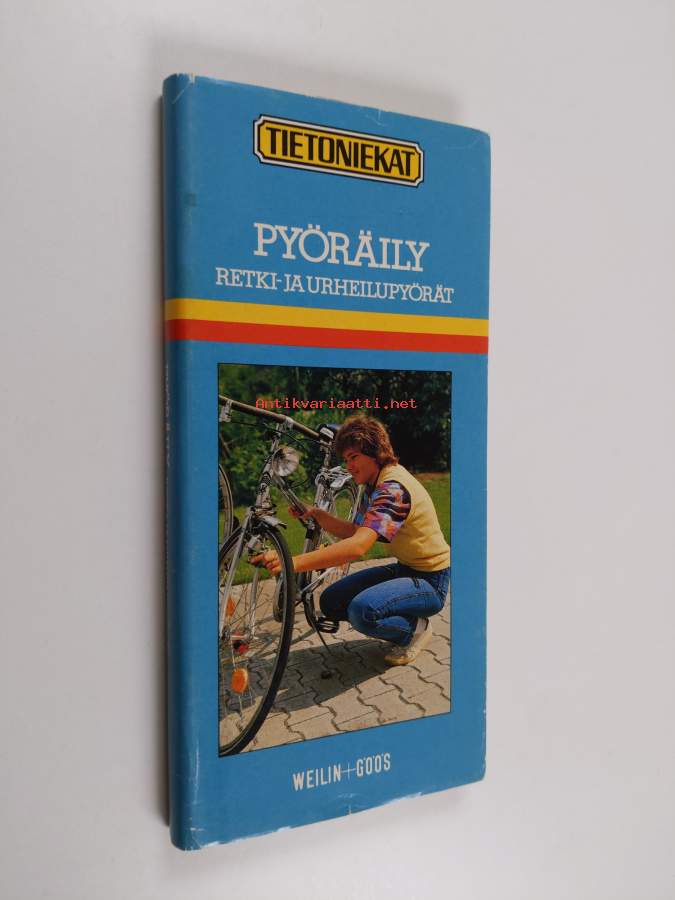 TIETONIEKAT
PYÖRÄILY
RETKI- JA URHEILUPYÖRÄT
Antikvariaatti.net
WEILIN+GÖÖS